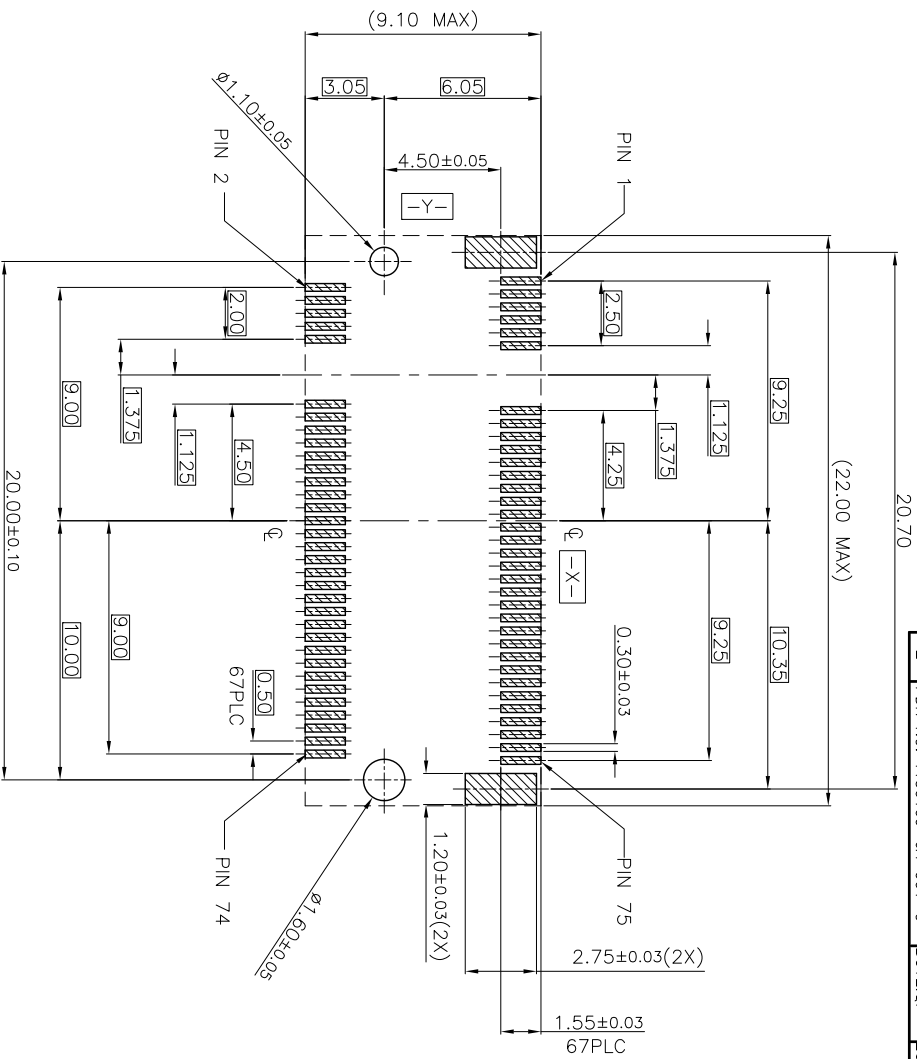 (9.10 MAX)
3.05
6.05
ø1.10±0.05
4.50±0.05
PIN 1
PIN 2
-Y-
2.00
2.50
9.00
1.375
1.125
4.50
9.25
1.125
1.375
4.25
(22.00 MAX)
20.70
20.00±0.10
℄
℄
-X-
10.00
9.00
0.50
67PLC
0.30±0.03
9.25
10.35
PIN 74
PIN 75
ø1.60±0.05
1.20±0.03(2X)
2.75±0.03(2X)
1.55±0.03
67PLC